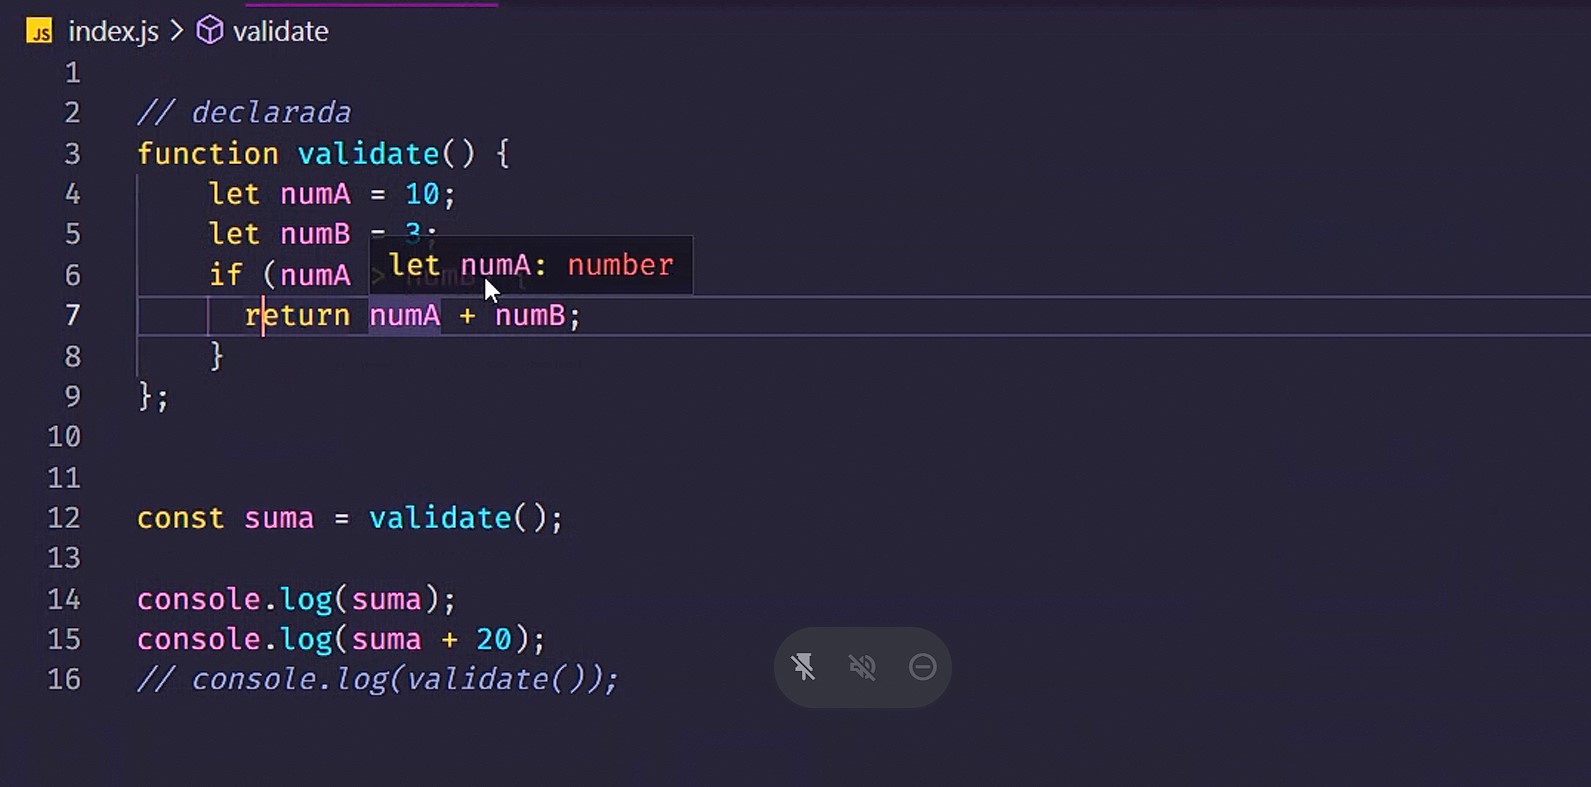 JS index.js > validate
1
2 // declarada
3 function validate() {
4 let numA = 10;
5 let numB = 3;
let numA: number
6 if (numA > numB) {
7 return numA + numB;
8 }
9 };
10
11
12 const suma = validate();
13
14 console.log(suma);
15 console.log(suma + 20);
16 // console.log(validate());